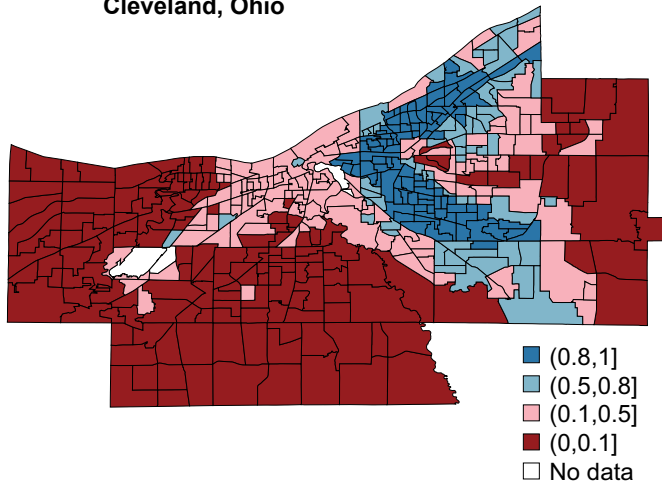 Cleveland, Ohio
(0.8,1]
(0.5,0.8]
(0.1,0.5]
(0,0.1]
No data